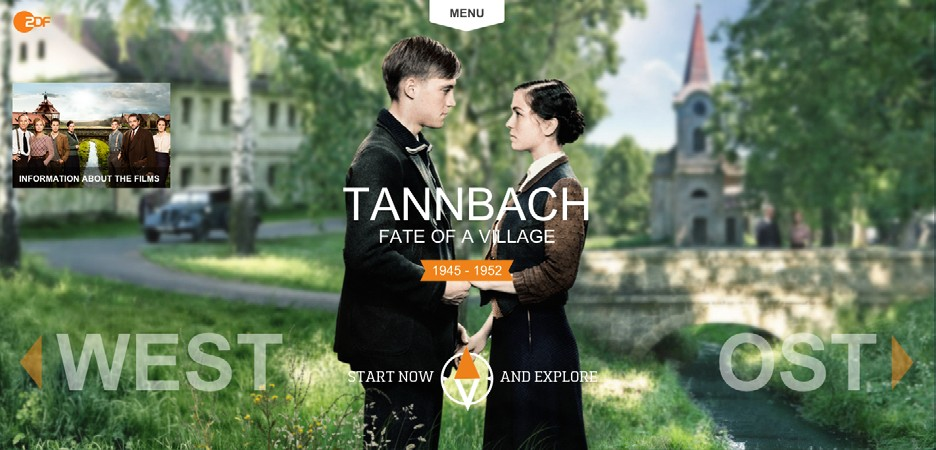 ZDF
MENU
INFORMATION ABOUT THE FILMS
TANNBACH
FATE OF A VILLAGE
1945 - 1952
WEST
OST
START NOW
AND EXPLORE